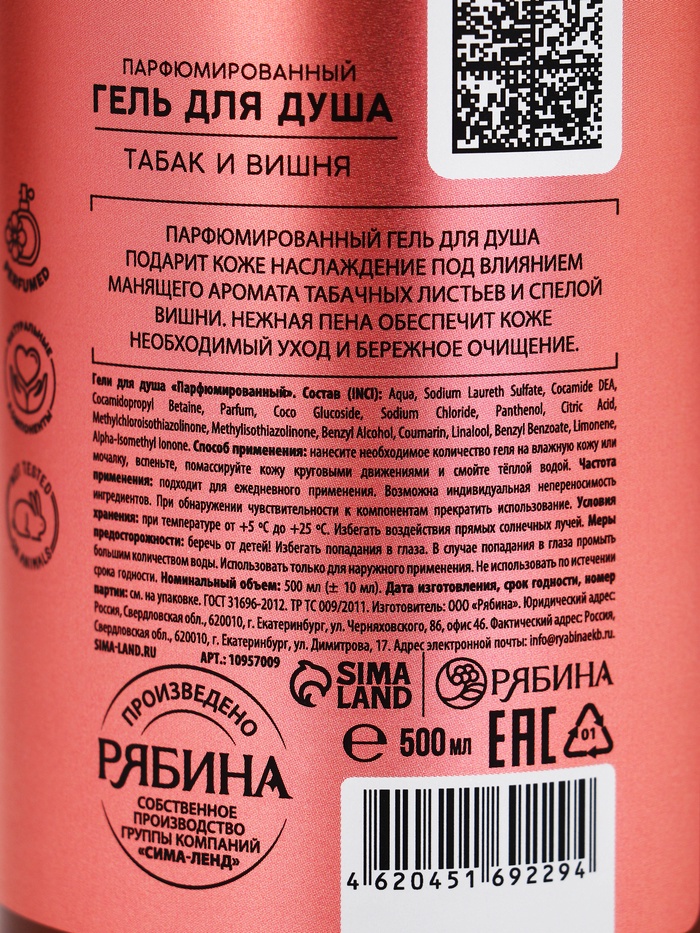 ПАРФЮМИРОВАННЫЙ
ГЕЛЬ ДЛЯ ДУША
ТАБАК И ВИШНЯ
ПАРФЮМИРОВАННЫЙ ГЕЛЬ ДЛЯ ДУША
ПОДАРИТ КОЖЕ НАСЛАЖДЕНИЕ ПОД ВЛИЯНИЕМ
МАНЯЩЕГО АРОМАТА ТАБАЧНЫХ ЛИСТЬЕВ И СПЕЛОЙ
ВИШНИ. НЕЖНАЯ ПЕНА ОБЕСПЕЧИТ КОЖЕ
НЕОБХОДИМЫЙ УХОД И БЕРЕЖНОЕ ОЧИЩЕНИЕ.
PERFUMED
НАТУРАЛЬНЫЕ
TESTED
ANIMALS
Гели для душа «Парфюмированный». Состав (INCI): Aqua, Sodium Laureth Sulfate, Cocamide DEA,
Cocamidopropyl Betaine, Parfum, Coco Glucoside, Sodium Chloride, Panthenol, Citric Acid,
Methylchloroisothiazolinone, Methylisothiazolinone, Benzyl Alcohol, Coumarin, Linalool, Benzyl Benzoate, Limonene,
Alpha-Isomethyl Ionone. Способ применения: нанесите необходимое количество геля на влажную кожу или
мочалку, вспеньте, помассируйте кожу круговыми движениями и смойте тёплой водой. Частота
применения: подходит для ежедневного применения. Возможна индивидуальная непереносимость
ингредиентов. При обнаружении чувствительности к компонентам прекратить использование. Условия
хранения: при температуре от +5 ºС до +25 ºС. Избегать воздействия прямых солнечных лучей. Меры
предосторожности: беречь от детей! Избегать попадания в глаза. В случае попадания в глаза промыть
большим количеством воды. Использовать только для наружного применения. Не использовать по истечении
срока годности. Номинальный объем: 500 мл (± 10 мл). Дата изготовления, срок годности, номер
партии: см. на упаковке. ГОСТ 31696-2012. ТР ТС 009/2011. Изготовитель: ООО «Рябина». Юридический адрес:
Россия, Свердловская обл., 620010, г. Екатеринбург, ул. Черняховского, 86, офис 46. Фактический адрес: Россия,
Свердловская обл., 620010, г. Екатеринбург, ул. Димитрова, 17. Адрес электронной почты: info@ryabinaekb.ru
SIMA-LAND.RU АРТ.: 10957009
SIMA
LAND
РЯБИНА
ПРОИЗВЕДЕНО
РЯБИНА
СОБСТВЕННОЕ
ПРОИЗВОДСТВО
ГРУППЫ КОМПАНИЙ
«СИМА-ЛЕНД»
℮ 500 мл EAC 01
4 620451 692294